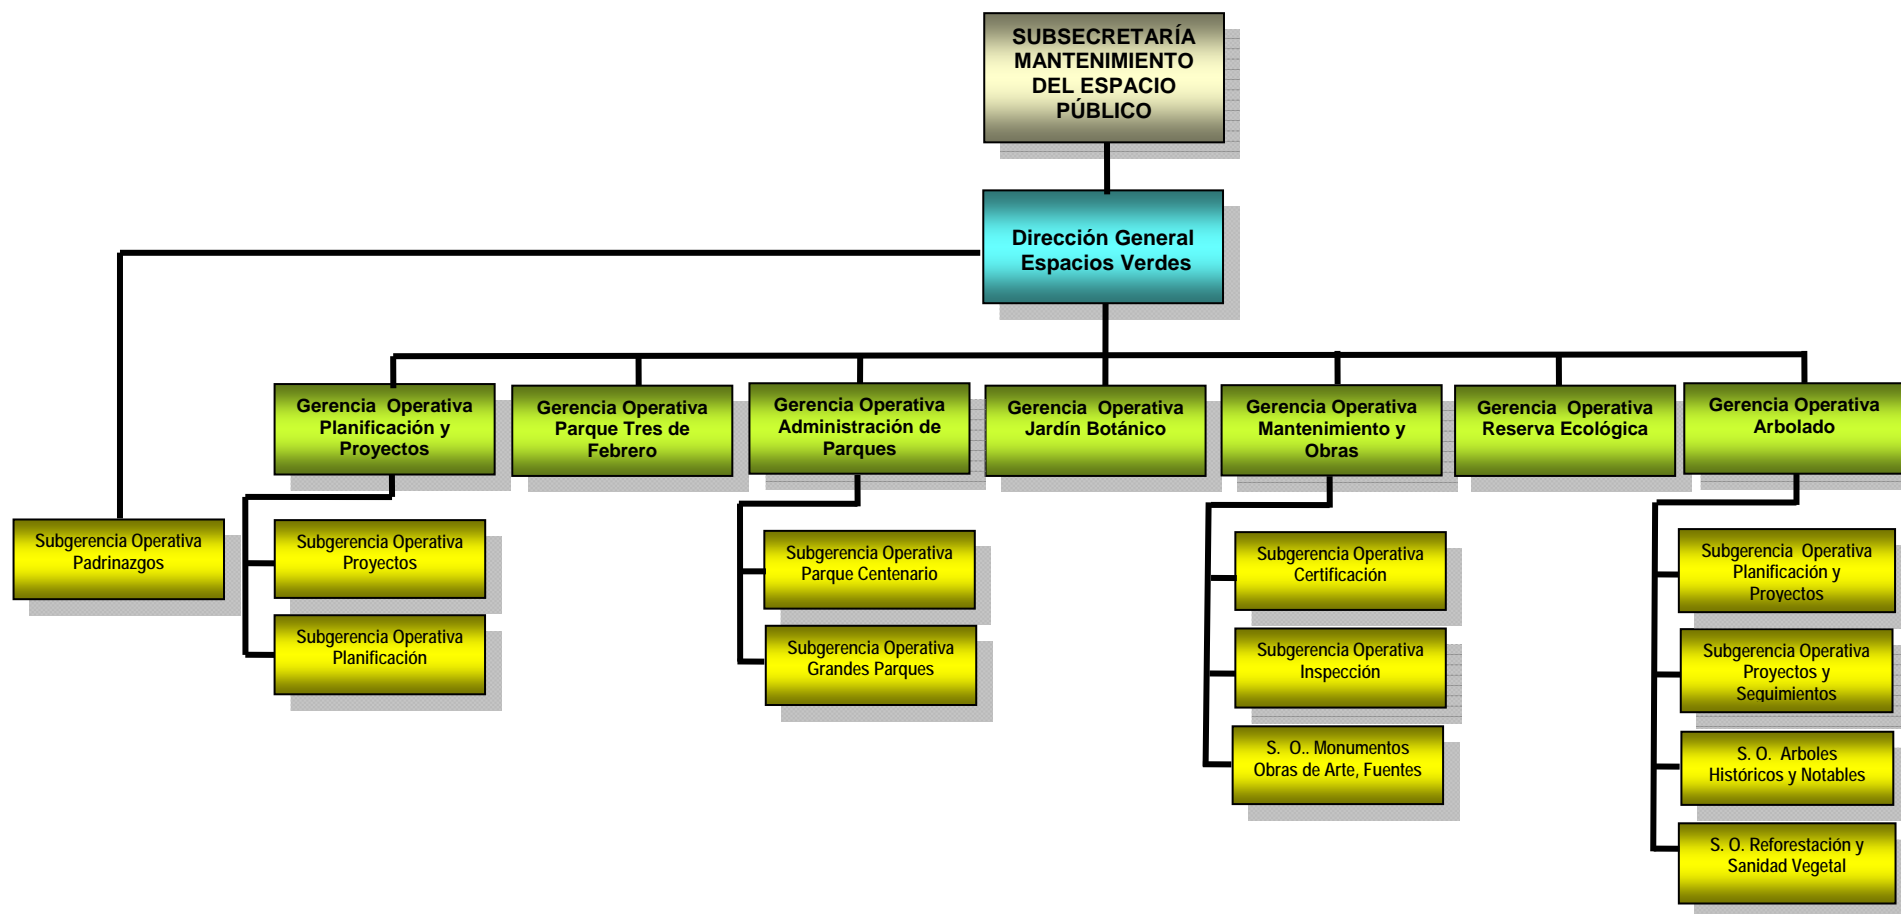 SUBSECRETARÍA
MANTENIMIENTO
DEL ESPACIO
PÚBLICO
Dirección General
Espacios Verdes
Gerencia Operativa
Planificación y
Proyectos
Gerencia Operativa
Parque Tres de
Febrero
Gerencia Operativa
Administración de
Parques
Gerencia Operativa
Jardín Botánico
Gerencia Operativa
Mantenimiento y
Obras
Gerencia Operativa
Reserva Ecológica
Gerencia Operativa
Arbolado
Subgerencia Operativa
Padrinazgos
Subgerencia Operativa
Proyectos
Subgerencia Operativa
Planificación
Subgerencia Operativa
Parque Centenario
Subgerencia Operativa
Grandes Parques
Subgerencia Operativa
Certificación
Subgerencia Operativa
Inspección
S. O.. Monumentos
Obras de Arte, Fuentes
Subgerencia Operativa
Planificación y
Proyectos
Subgerencia Operativa
Proyectos y
Seguimientos
S. O. Arboles
Históricos y Notables
S. O. Reforestación y
Sanidad Vegetal